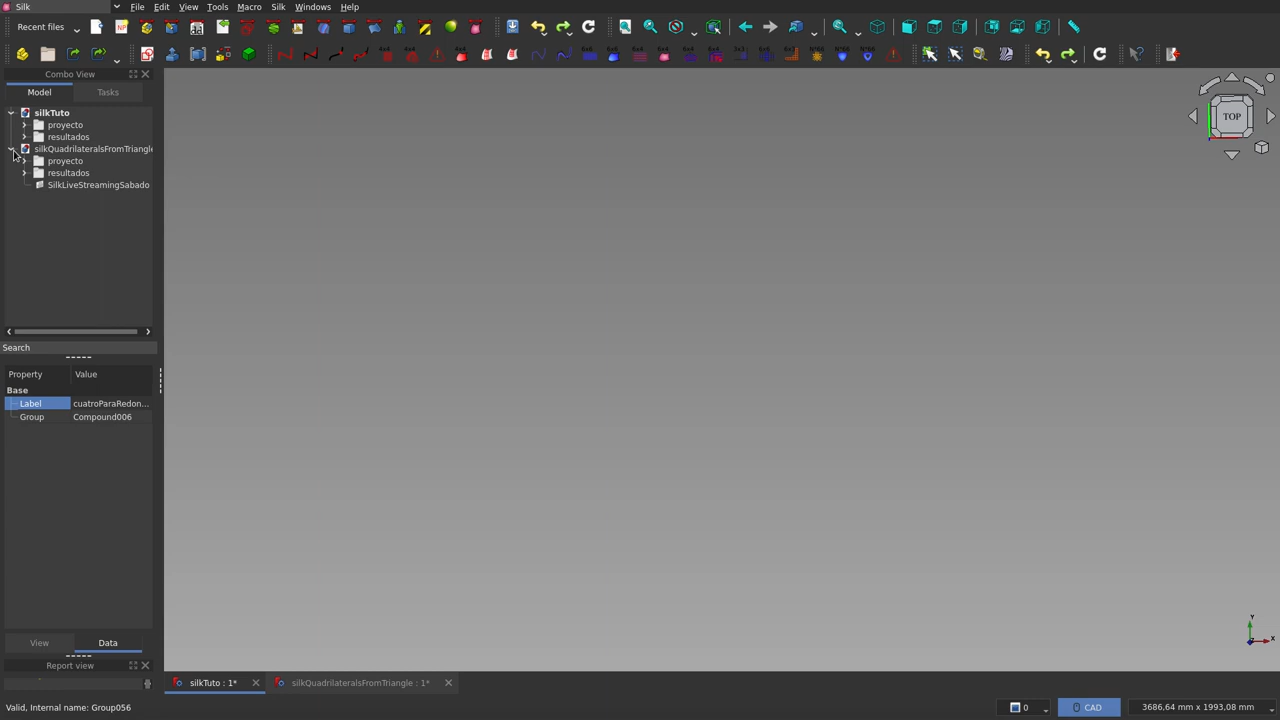 Silk File Edit View Tools Macro Silk Windows Help
Recent files
Combo View
Model Tasks
silkTuto
proyecto
resultados
silkQuadrilateralsFromTriangle
proyecto
resultados
SilkLiveStreamingSabado
Search
Property Value
Base
Label cuatroParaRedon...
Group Compound006
View Data
Report view
TOP
Y
X
silkTuto : 1* silkQuadrilateralsFromTriangle : 1*
Valid, Internal name: Group056 0 CAD 3686,64 mm x 1993,08 mm